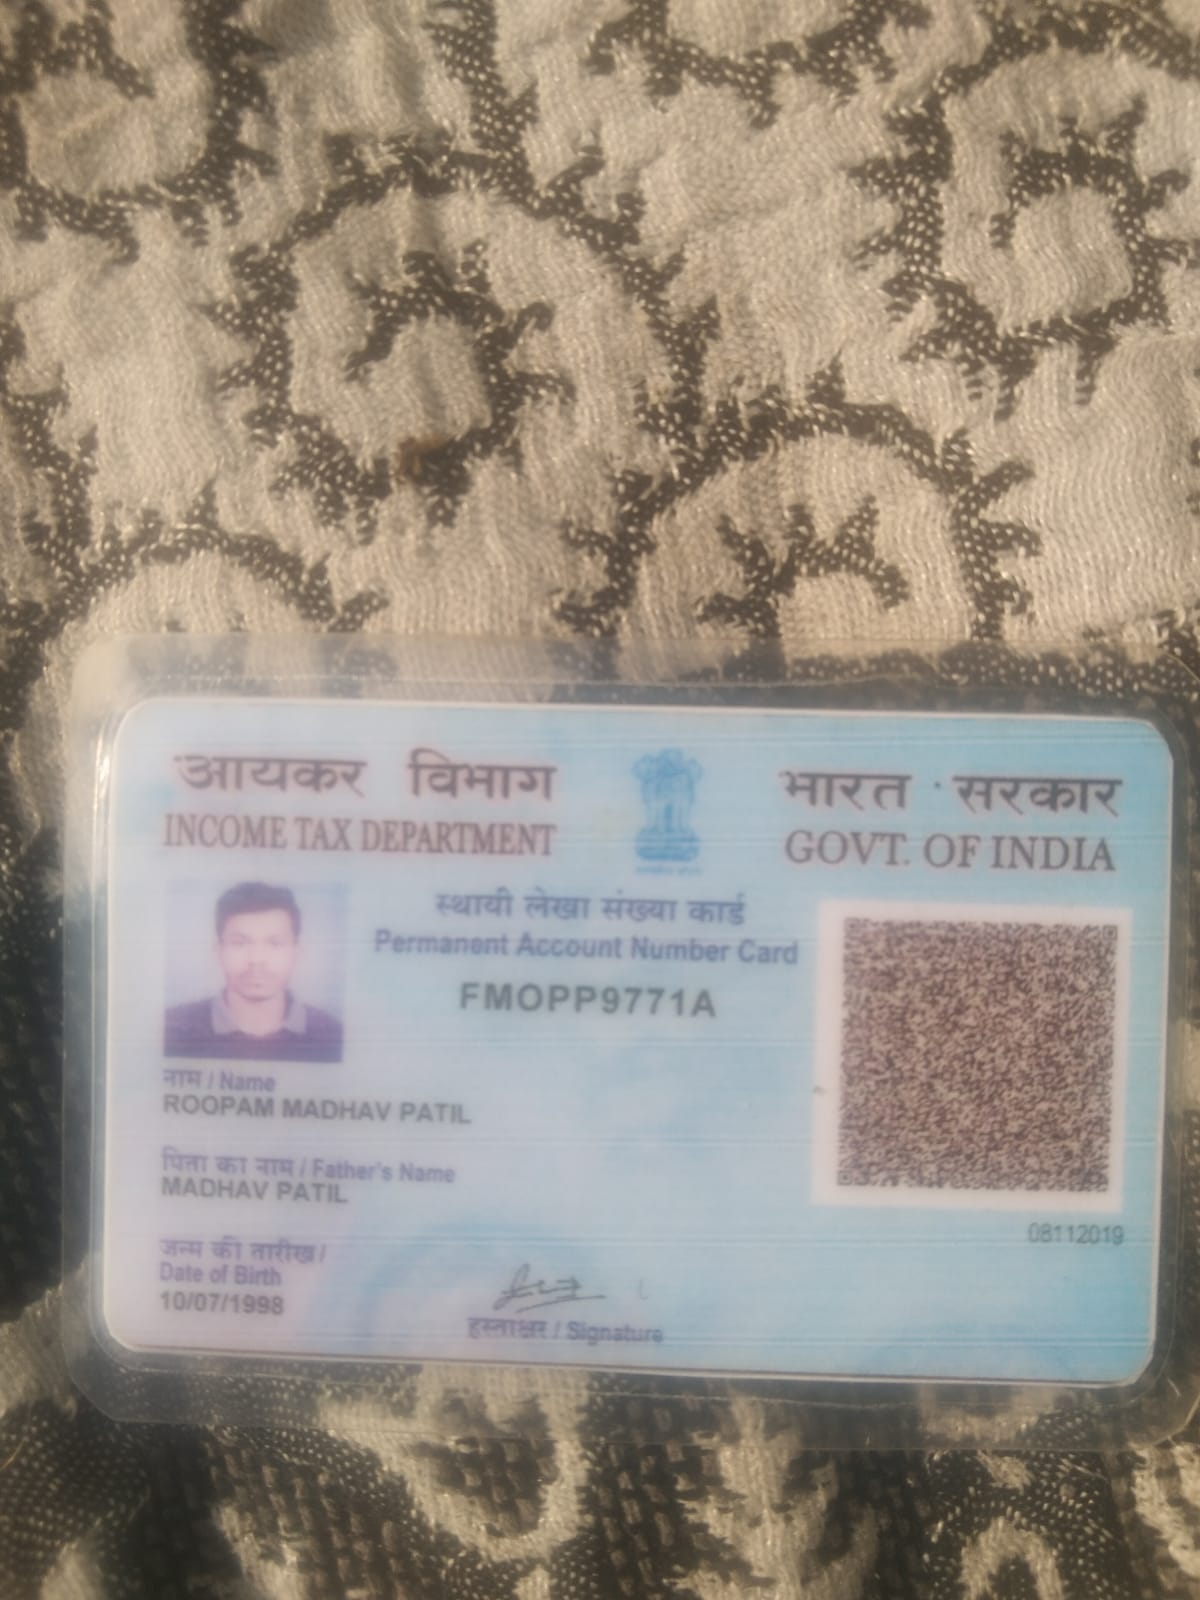 आयकर विभाग
INCOME TAX DEPARTMENT
भारत सरकार
GOVT. OF INDIA
स्थायी लेखा संख्या कार्ड
Permanent Account Number Card
FMOPP9771A
नाम / Name
ROOPAM MADHAV PATIL
पिता का नाम / Father's Name
MADHAV PATIL
08112019
जन्म की तारीख /
Date of Birth
10/07/1998
हस्ताक्षर / Signature